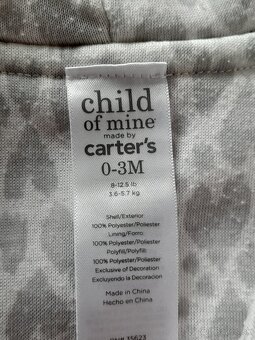 child
of mine
made by
carter's
0-3M
8-12.5 lb
3.6-5.7 kg
Shell/Exterior
100% Polyester/Poliester
Lining/Forro
100% Polyester/Poliester
Polyfill/Polyfill:
100% Polyester/Poliester
Exclusive of Decoration
Excluyendo la Decoracion
Made in China
Hecho en China
35623